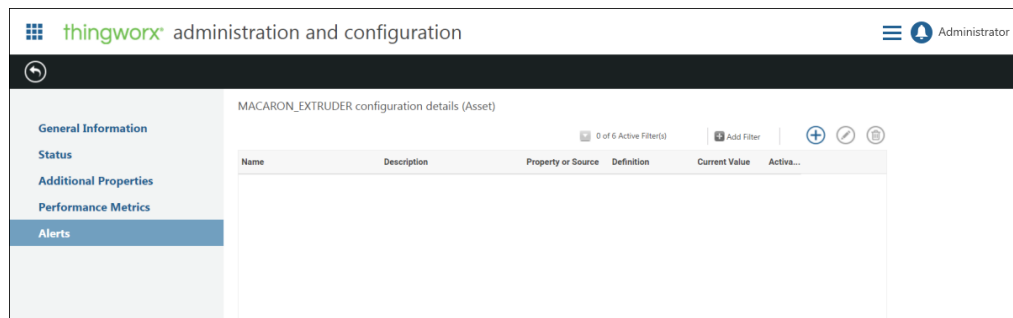 thingworx administration and configuration
Administrator
MACARON_EXTRUDER configuration details (Asset)
General Information
Status
Additional Properties
Performance Metrics
Alerts
0 of 6 Active Filter(s)
Add Filter
Name Description Property or Source Definition Current Value Activa...